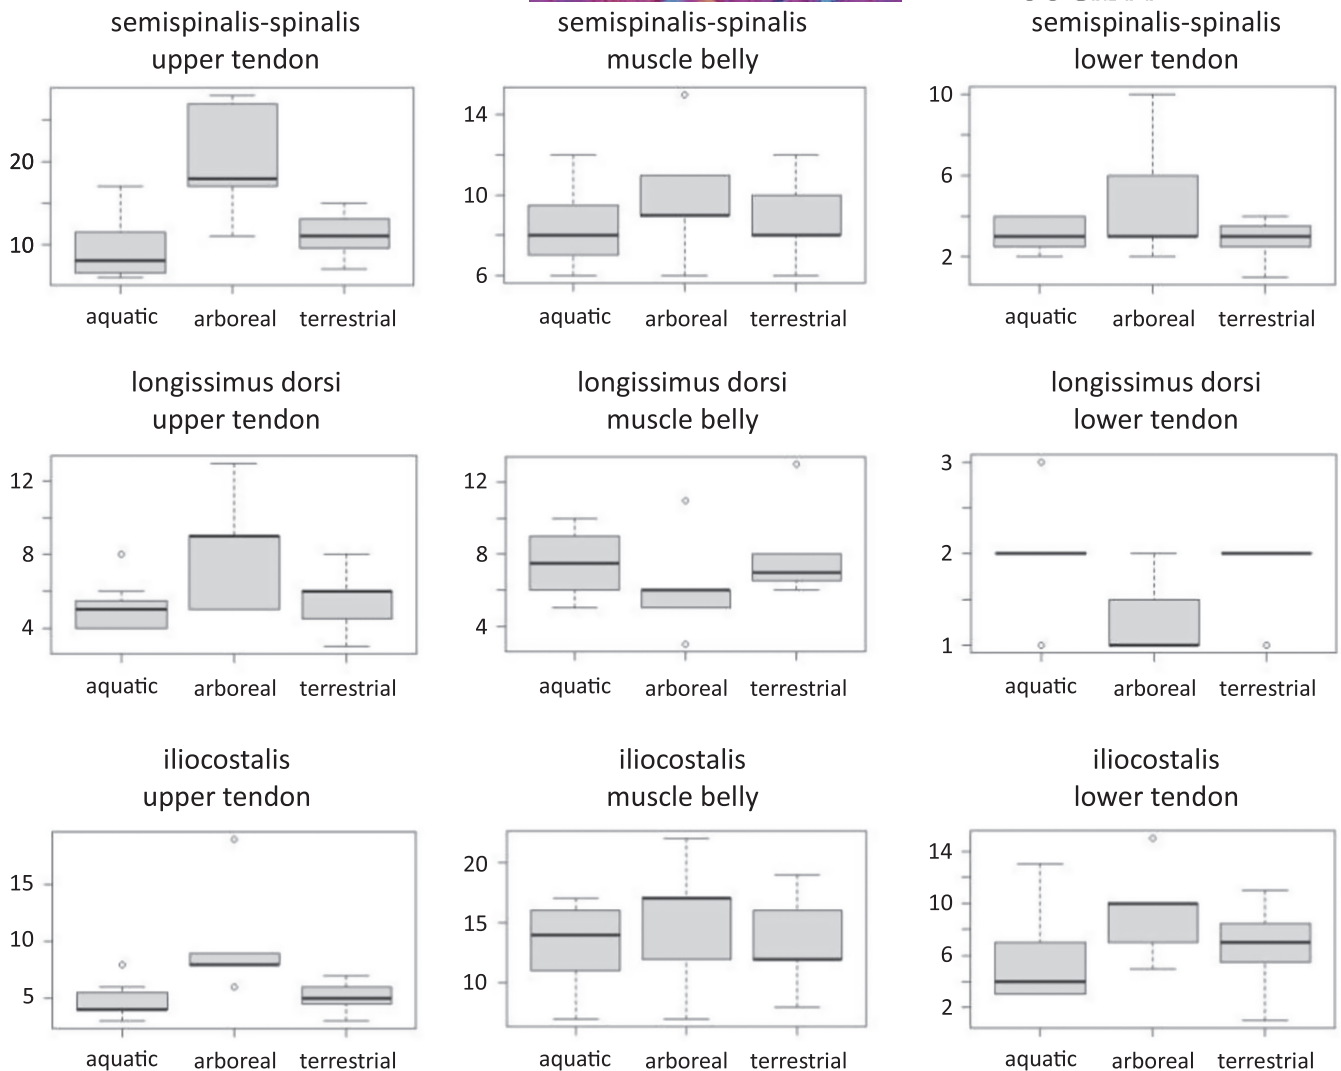 semispinalis-spinalis
upper tendon
20
10
aquatic arboreal terrestrial
semispinalis-spinalis
muscle belly
14
10
6
aquatic arboreal terrestrial
semispinalis-spinalis
lower tendon
10
6
2
aquatic arboreal terrestrial
longissimus dorsi
upper tendon
12
8
4
aquatic arboreal terrestrial
longissimus dorsi
muscle belly
12
8
4
aquatic arboreal terrestrial
longissimus dorsi
lower tendon
3
2
1
aquatic arboreal terrestrial
iliocostalis
upper tendon
15
10
5
aquatic arboreal terrestrial
iliocostalis
muscle belly
20
15
10
aquatic arboreal terrestrial
iliocostalis
lower tendon
14
10
6
2
aquatic arboreal terrestrial